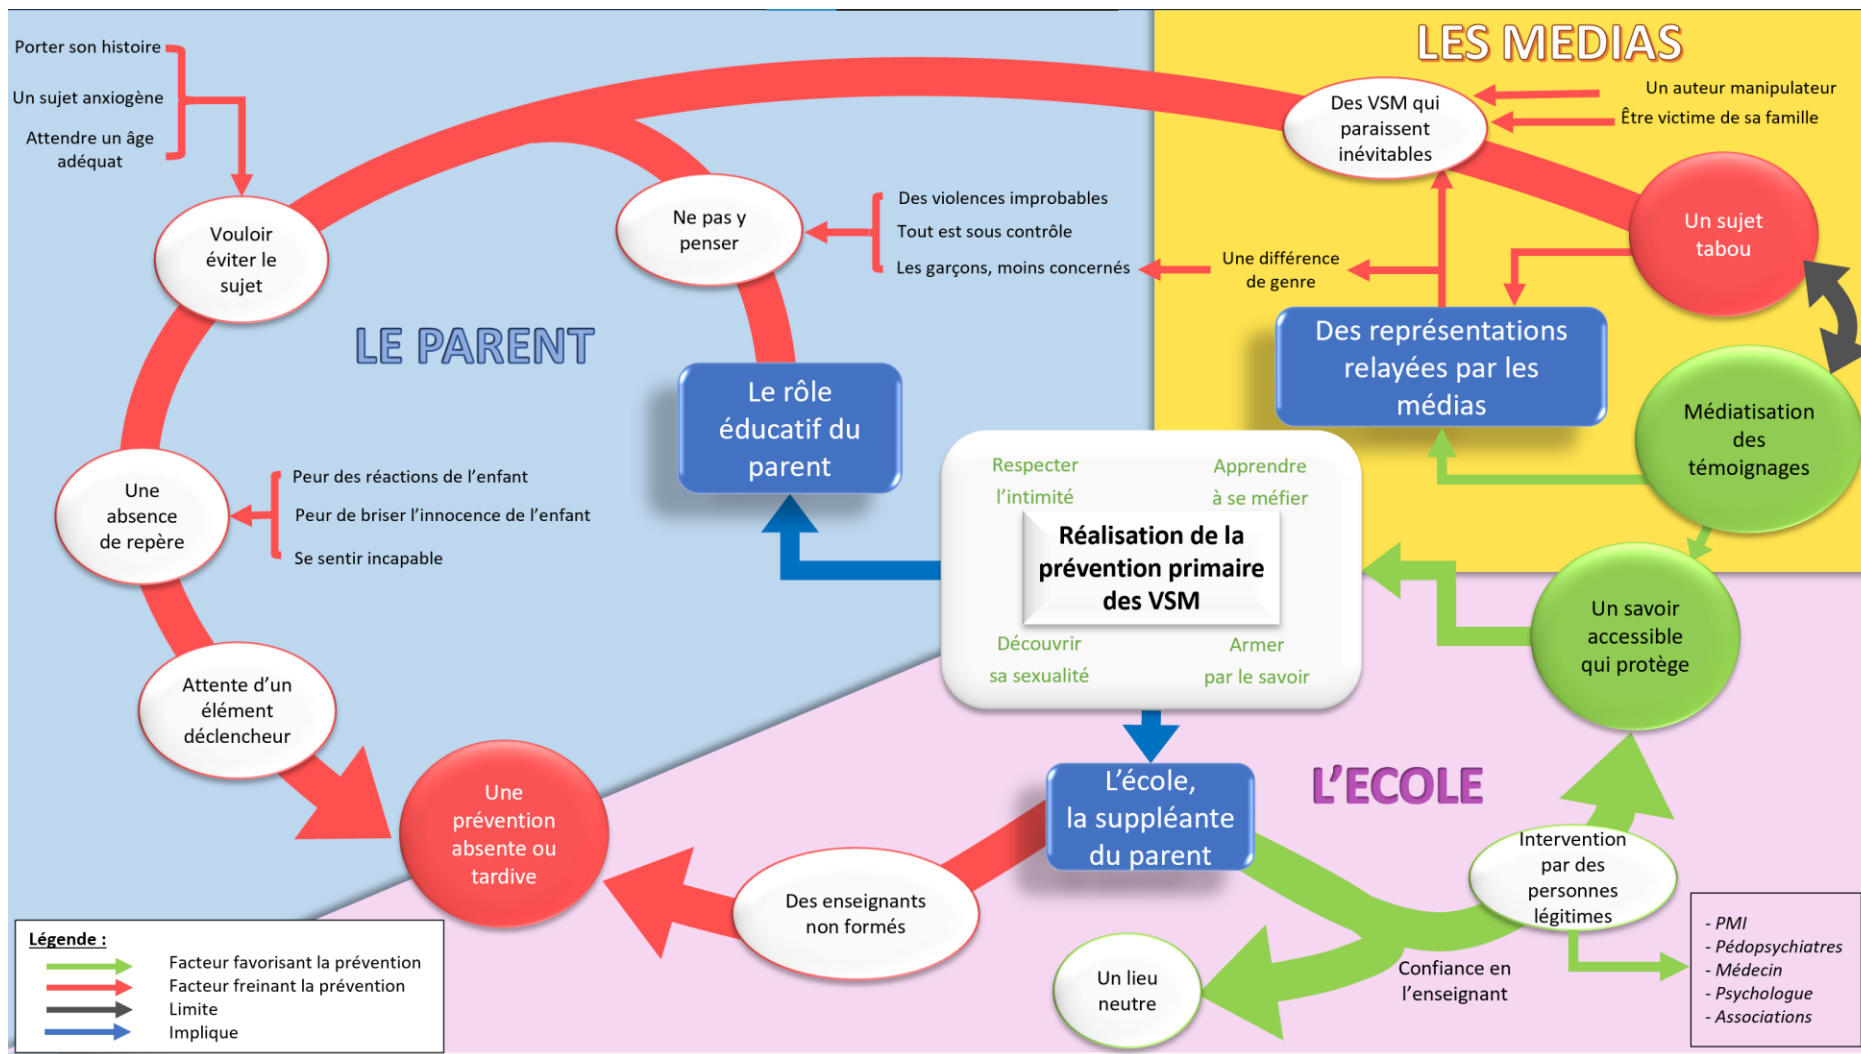 LES MEDIAS
Porter son histoire
Un sujet anxiogène
Attendre un âge
adéquat
Vouloir
éviter le
sujet
Ne pas y
penser
Des violences improbables
Tout est sous contrôle
Les garçons, moins concernés
Une différence
de genre
Des VSM qui
paraissent
inévitables
Un auteur manipulateur
Être victime de sa famille
Un sujet
tabou
LE PARENT
Le rôle
éducatif du
parent
Des représentations
relayées par les
médias
Médiatisation
des
témoignages
Une
absence
de repère
Peur des réactions de l’enfant
Peur de briser l’innocence de l’enfant
Se sentir incapable
Respecter
l’intimité
Apprendre
à se méfier
Réalisation de la
prévention primaire
des VSM
Découvrir
sa sexualité
Armer
par le savoir
Un savoir
accessible
qui protège
Attente d’un
élément
déclencheur
Une
prévention
absente ou
tardive
L’école,
la suppléante
du parent
L’ECOLE
Des enseignants
non formés
Intervention
par des
personnes
légitimes
Un lieu
neutre
Confiance en
l’enseignant
- PMI
- Pédopsychiatres
- Médecin
- Psychologue
- Associations
Légende :
Facteur favorisant la prévention
Facteur freinant la prévention
Limite
Implique